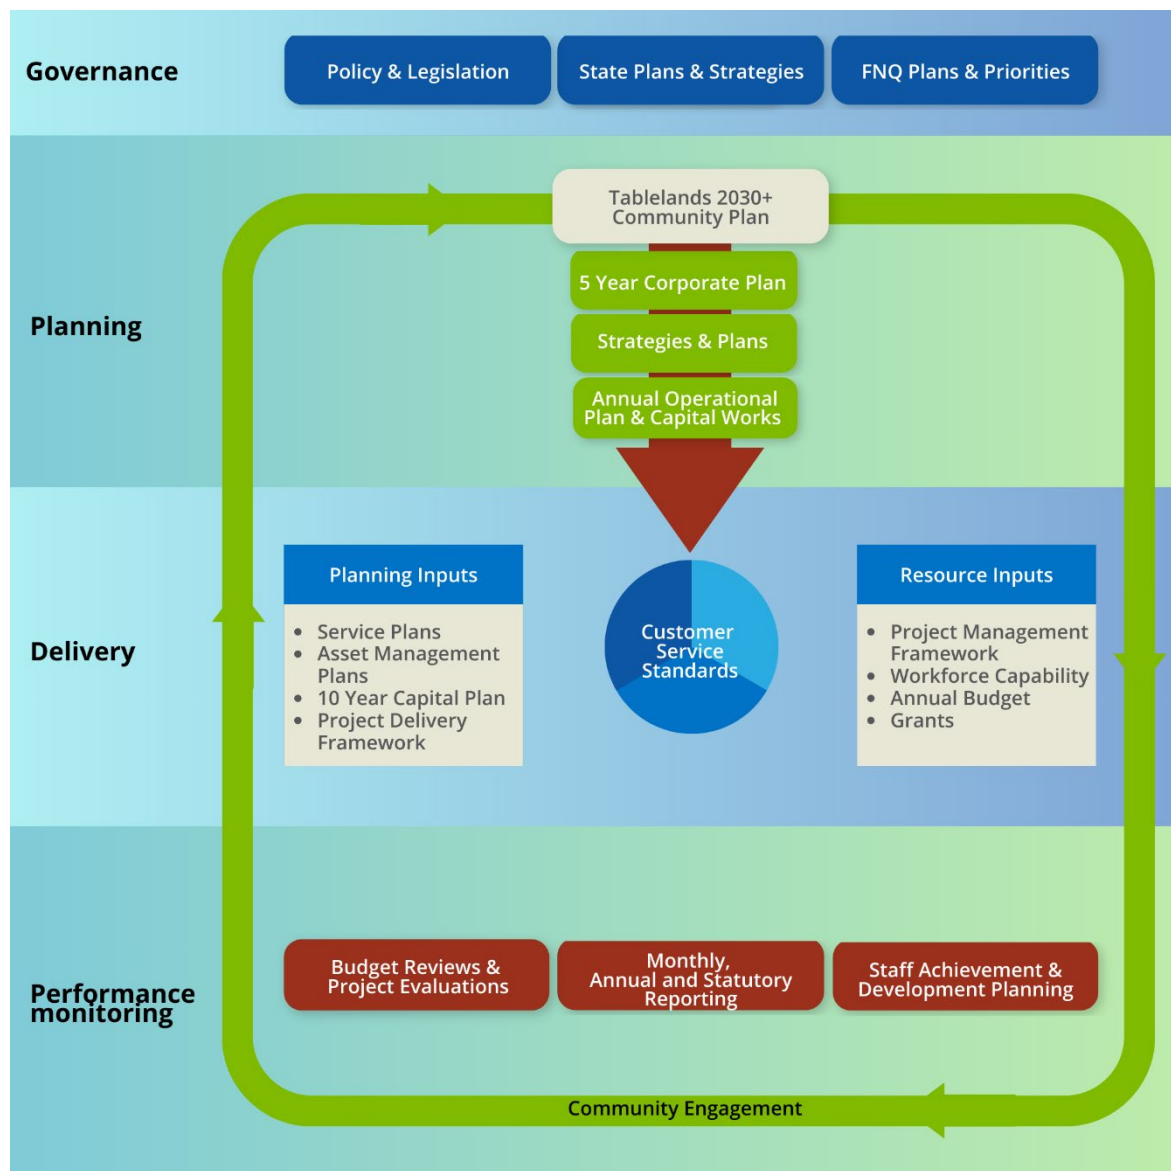 Governance
Policy & Legislation
State Plans & Strategies
FNQ Plans & Priorities
Tablelands 2030+
Community Plan
5 Year Corporate Plan
Planning
Strategies & Plans
Annual Operational
Plan & Capital Works
Delivery
Planning Inputs
• Service Plans
• Asset Management
Plans
• 10 Year Capital Plan
• Project Delivery
Framework
Customer
Service
Standards
Resource Inputs
• Project Management
Framework
• Workforce Capability
• Annual Budget
• Grants
Performance
monitoring
Budget Reviews &
Project Evaluations
Monthly,
Annual and Statutory
Reporting
Staff Achievement &
Development Planning
Community Engagement